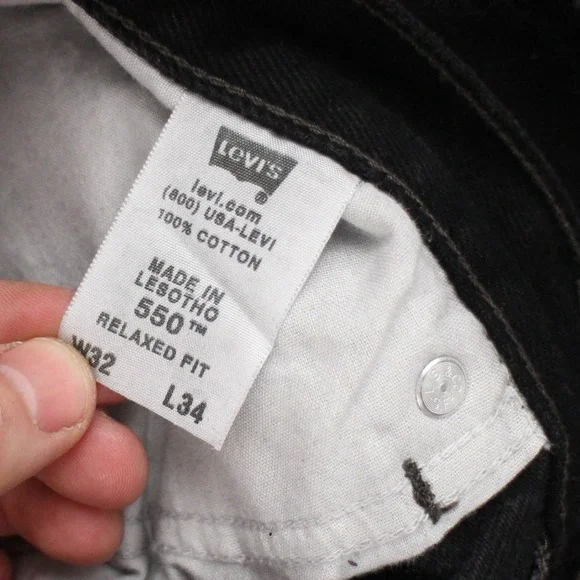 Levi's
®
levi.com
(800) USA-LEVI
100% COTTON
MADE IN
LESOTHO
550™
RELAXED FIT
W32 L34